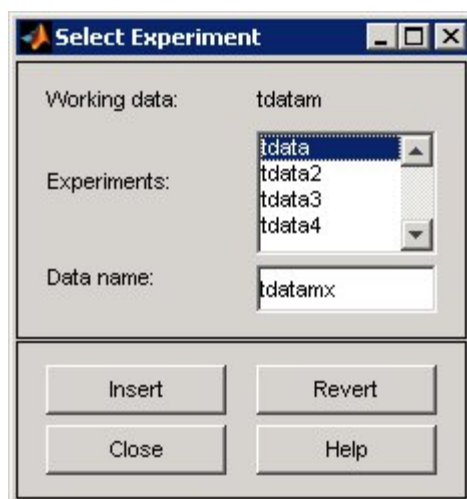 Select Experiment
Working data: tdatam
Experiments:
tdata
tdata2
tdata3
tdata4
Data name: tdatamx
Insert Revert
Close Help